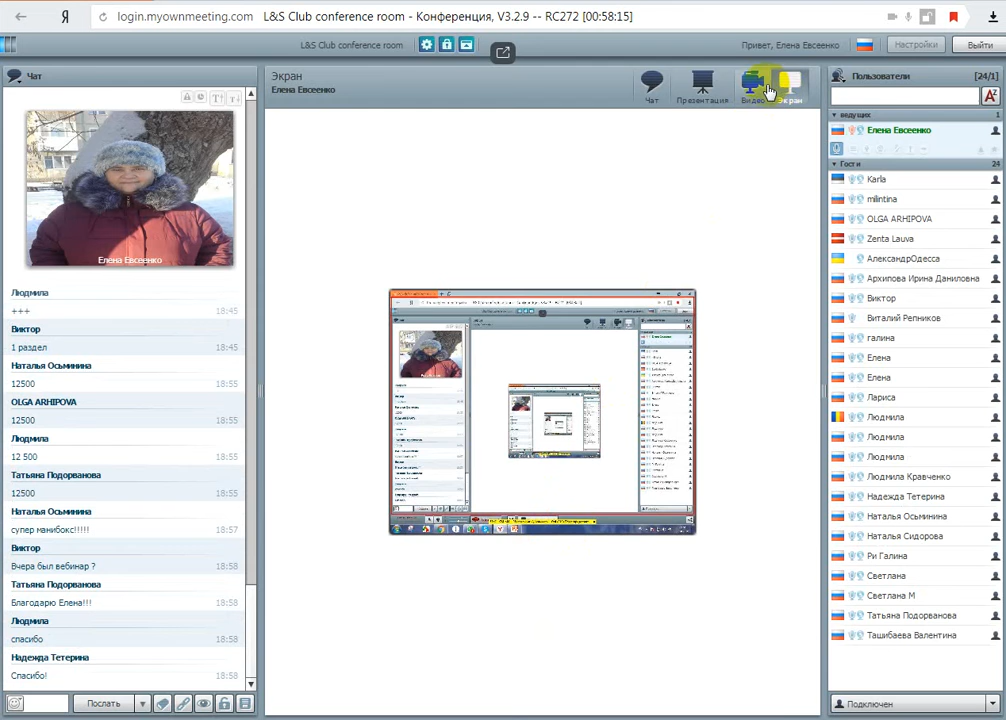 Я login.myownmeeting.com L&S Club conference room - Конференция, V.3.2.9 -- RC272 [00:58:15]
L&S Club conference room
Привет, Елена Евсеенко
Настройки
Выйти
Чат
Елена Евсеенко
Людмила
+++ 18:45
Виктор
1 раздел 18:45
Наталья Осьминина
12500 18:55
OLGA ARHIPOVA
12500 18:55
Людмила
12 500 18:55
Татьяна Подорванова
12500 18:55
Наталья Осьминина
супер манибокс!!!!! 18:57
Виктор
Вчера был вебинар ? 18:58
Татьяна Подорванова
Благодарю Елена!!! 18:58
Людмила
спасибо 18:58
Надежда Тетерина
Спасибо! 18:58
Послать
Экран
Елена Евсеенко
Чат
Презентация
Видео
Экран
Пользователи [24/1]
ведущих 1
Елена Евсеенко
Гости 24
Karla
milintina
OLGA ARHIPOVA
Zenta Lauva
АлександрОдесса
Архипова Ирина Даниловна
Виктор
Виталий Репников
галина
Елена
Елена
Лариса
Людмила
Людмила
Людмила
Людмила Кравченко
Надежда Тетерина
Наталья Осьминина
Наталья Сидорова
Ри Галина
Светлана
Светлана М
Татьяна Подорванова
Ташибаева Валентина
Подключен